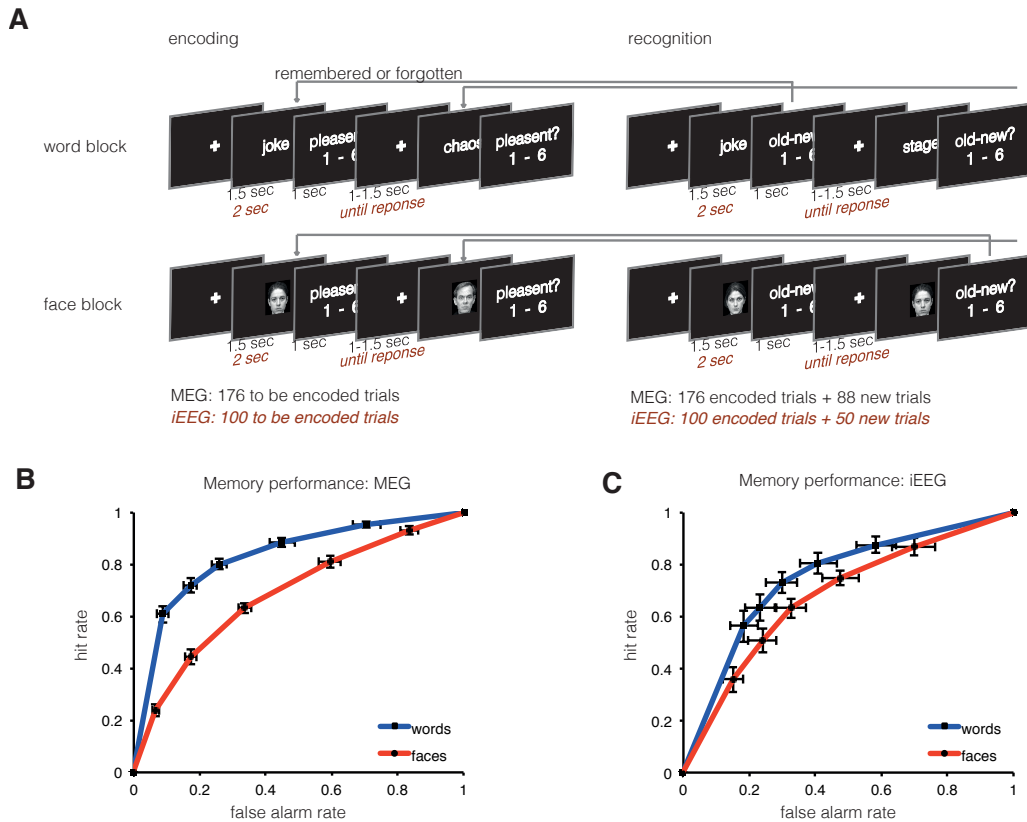 A
encoding
recognition
remembered or forgotten
word block
+
joke
pleasent?
1 - 6
+
chaos
pleasent?
1 - 6
+
joke
old-new?
1 - 6
+
stage
old-new?
1 - 6
1.5 sec
1 sec
1-1.5 sec
2 sec
until reponse
1.5 sec
1 sec
1-1.5 sec
2 sec
until reponse
face block
+
pleasent?
1 - 6
+
pleasent?
1 - 6
+
old-new?
1 - 6
+
old-new?
1 - 6
1.5 sec
1 sec
1-1.5 sec
2 sec
until reponse
1.5 sec
1 sec
1-1.5 sec
2 sec
until reponse
MEG: 176 to be encoded trials
iEEG: 100 to be encoded trials
MEG: 176 encoded trials + 88 new trials
iEEG: 100 encoded trials + 50 new trials
B
Memory performance: MEG
1
0.8
0.6
0.4
0.2
0
hit rate
words
faces
0
0.2
0.4
0.6
0.8
1
false alarm rate
C
Memory performance: iEEG
1
0.8
0.6
0.4
0.2
0
hit rate
words
faces
0
0.2
0.4
0.6
0.8
1
false alarm rate